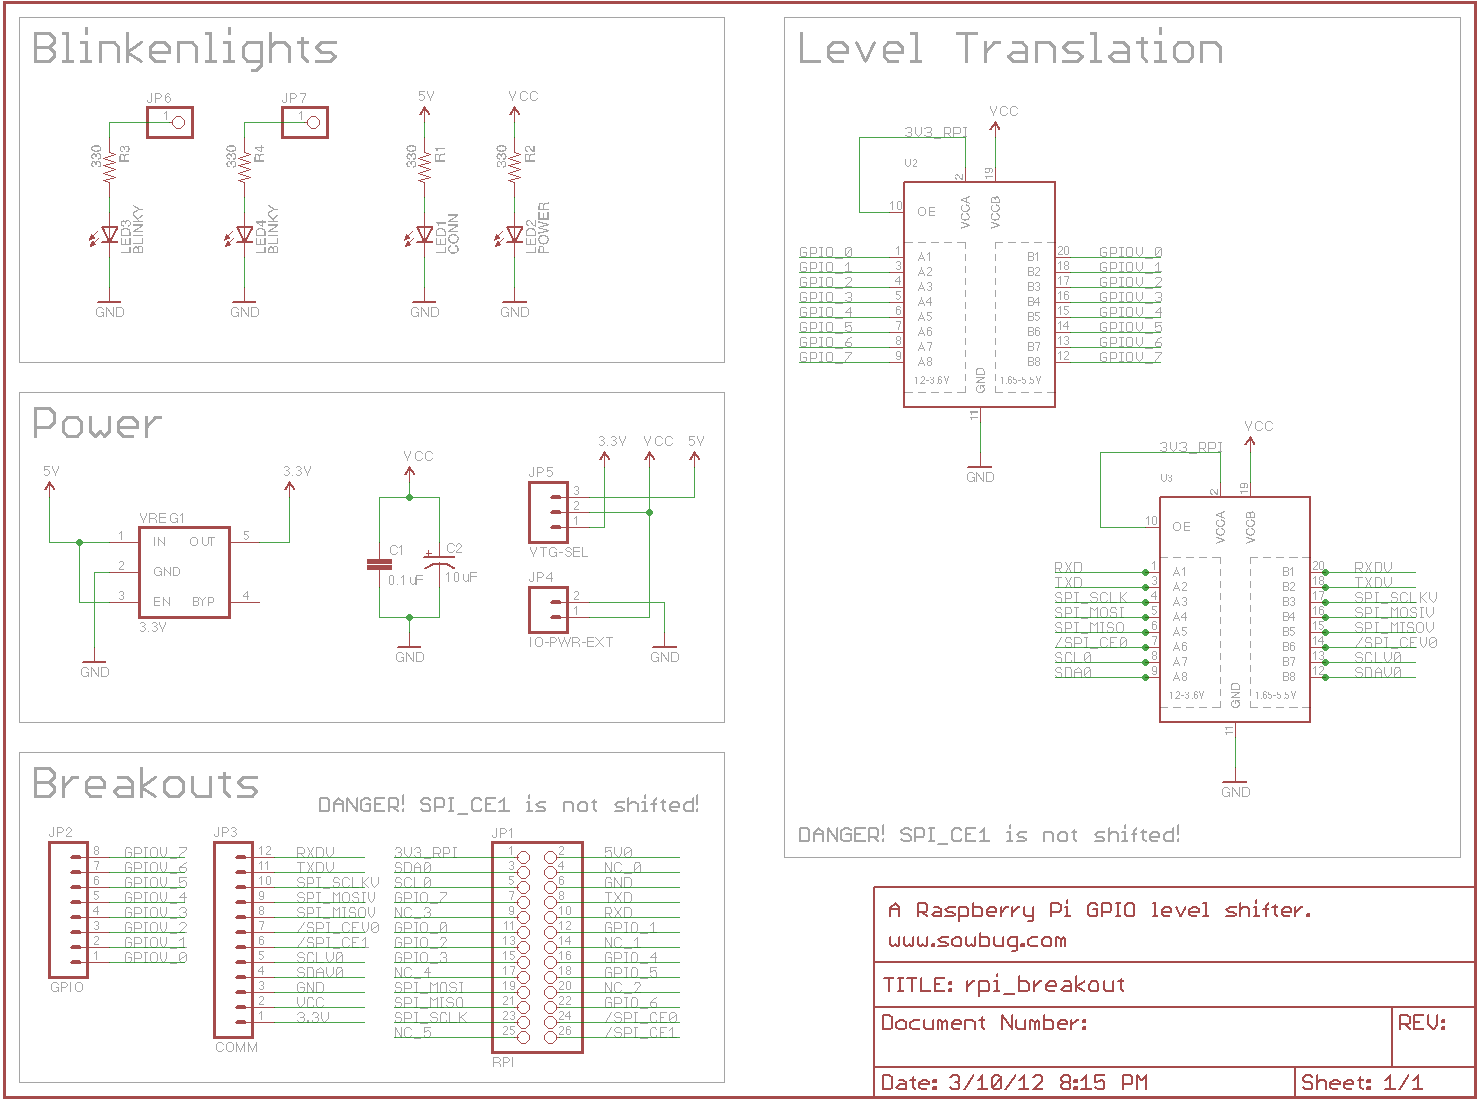 Blinkenlights
JP6
1
330
R3
LED3
BLINKY
GND
JP7
1
330
R4
LED4
BLINKY
GND
5V
330
R1
LED1
CONN
GND
VCC
330
R2
LED2
POWER
GND
Power
5V
3.3V
VREG1
1 IN OUT 5
2 GND
3 EN BYP 4
3.3V
GND
VCC
C1
0.1uF
C2
10uF
GND
3.3V VCC 5V
JP5
3
2
1
VTG-SEL
JP4
2
1
IO-PWR-EXT
GND
Breakouts
DANGER! SPI_CE1 is not shifted!
JP2
8 GPIOV_7
7 GPIOV_6
6 GPIOV_5
5 GPIOV_4
4 GPIOV_3
3 GPIOV_2
2 GPIOV_1
1 GPIOV_0
GPIO
JP3
12 RXDV
11 TXDV
10 SPI_SCLKV
9 SPI_MOSIV
8 SPI_MISOV
7 /SPI_CEV0
6 /SPI_CE1
5 SCLV0
4 SDAV0
3 GND
2 VCC
1 3.3V
COMM
JP1
3V3_RPI 1 2 5V0
SDA0 3 4 NC_0
SCL0 5 6 GND
GPIO_7 7 8 TXD
NC_3 9 10 RXD
GPIO_0 11 12 GPIO_1
GPIO_2 13 14 NC_1
GPIO_3 15 16 GPIO_4
NC_4 17 18 GPIO_5
SPI_MOSI 19 20 NC_2
SPI_MISO 21 22 GPIO_6
SPI_SCLK 23 24 /SPI_CE0
NC_5 25 26 /SPI_CE1
RPI
Level Translation
VCC
3V3_RPI
U2
2 19
10 OE VCCA VCCB
GPIO_0 1 A1 B1 20 GPIOV_0
GPIO_1 3 A2 B2 18 GPIOV_1
GPIO_2 4 A3 B3 17 GPIOV_2
GPIO_3 5 A4 B4 16 GPIOV_3
GPIO_4 6 A5 B5 15 GPIOV_4
GPIO_5 7 A6 B6 14 GPIOV_5
GPIO_6 8 A7 B7 13 GPIOV_6
GPIO_7 9 A8 B8 12 GPIOV_7
1.2-3.6V GND 1.65-5.5V
11
GND
VCC
3V3_RPI
U3
2 19
10 OE VCCA VCCB
RXD 1 A1 B1 20 RXDV
TXD 3 A2 B2 18 TXDV
SPI_SCLK 4 A3 B3 17 SPI_SCLKV
SPI_MOSI 5 A4 B4 16 SPI_MOSIV
SPI_MISO 6 A5 B5 15 SPI_MISOV
/SPI_CE0 7 A6 B6 14 /SPI_CEV0
SCL0 8 A7 B7 13 SCLV0
SDA0 9 A8 B8 12 SDAV0
1.2-3.6V GND 1.65-5.5V
11
GND
DANGER! SPI_CE1 is not shifted!
A Raspberry Pi GPIO level shifter.
www.sowbug.com
TITLE: rpi_breakout
Document Number:
REV:
Date: 3/10/12 8:15 PM
Sheet: 1/1